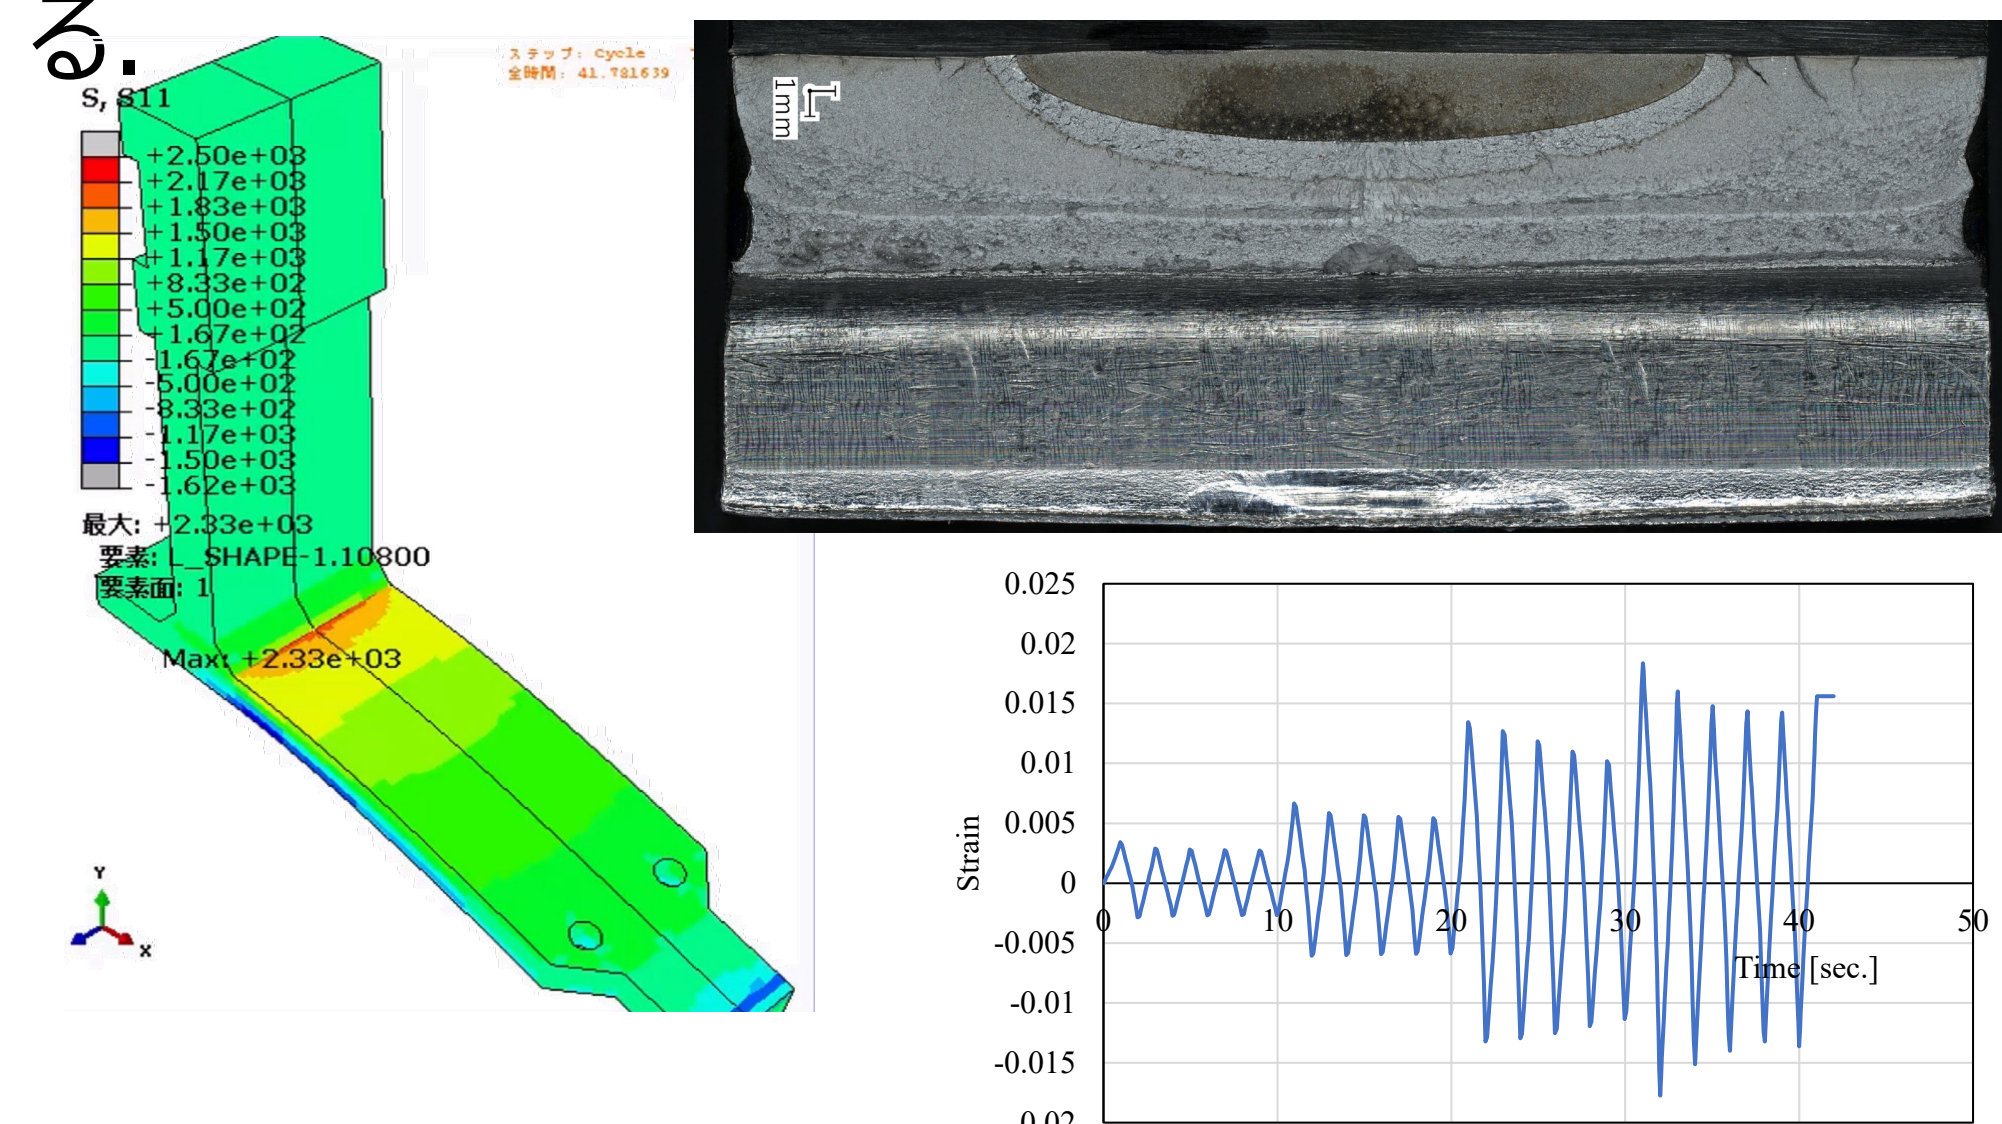 ステップ: Cycle
全時間: 41.781639
S, S11
+2.50e+03
+2.17e+03
+1.83e+03
+1.50e+03
+1.17e+03
+8.33e+02
+5.00e+02
+1.67e+02
-1.67e+02
-5.00e+02
-8.33e+02
-1.17e+03
-1.50e+03
-1.62e+03
最大: +2.33e+03
要素: L_SHAPE-1.10800
要素面: 1
Max: +2.33e+03
Y
X
1mm
0.025
0.02
0.015
0.01
0.005
0
-0.005
-0.01
-0.015
Strain
0 10 20 30 40 50
Time [sec.]